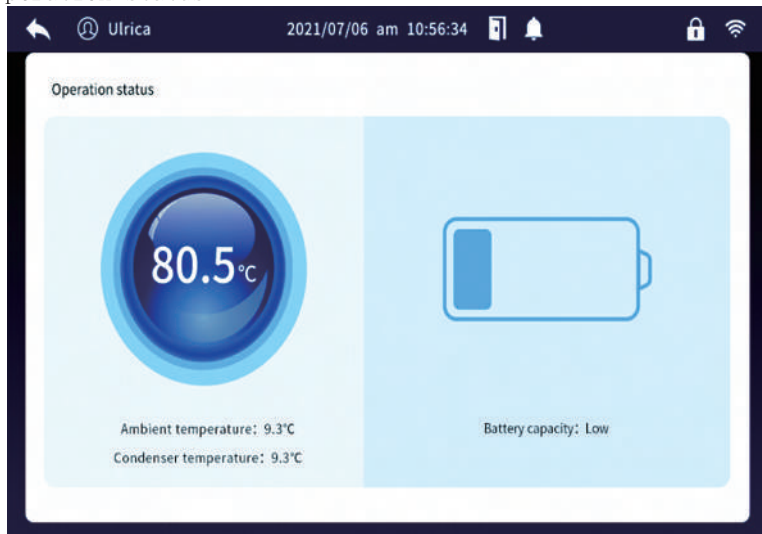 Ulrica
2021/07/06 am 10:56:34
Operation status
80.5℃
Ambient temperature: 9.3℃
Condenser temperature: 9.3℃
Battery capacity: Low